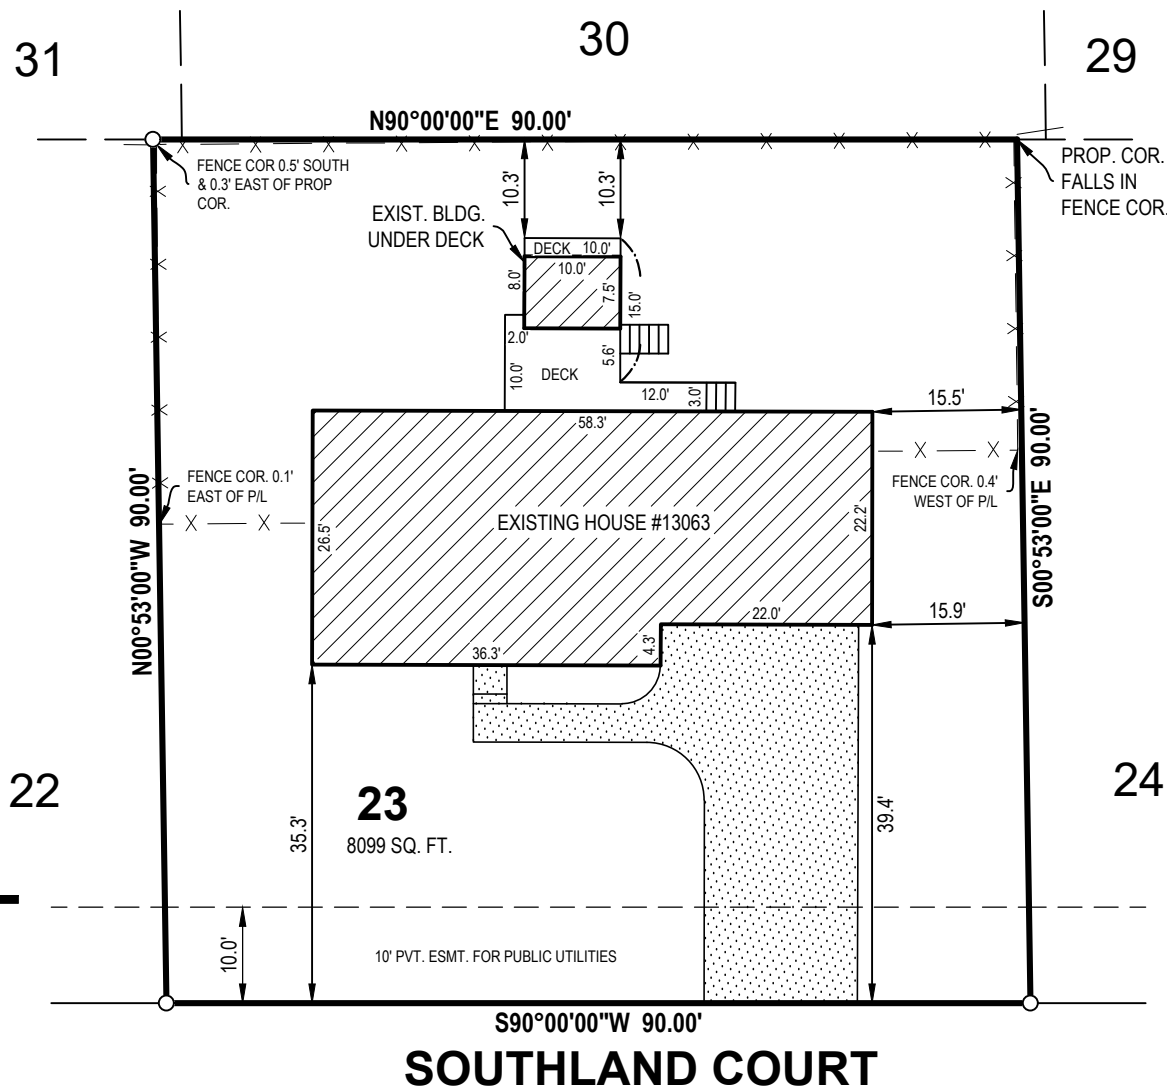 31
30
29
N90°00'00"E 90.00'
FENCE COR 0.5' SOUTH
& 0.3' EAST OF PROP
COR.
PROP. COR.
FALLS IN
FENCE COR.
10.3'
10.3'
EXIST. BLDG.
UNDER DECK
DECK 10.0'
10.0'
8.0'
7.5'
15.0'
2.0'
5.6'
10.0'
DECK
12.0'
3.0'
15.5'
58.3'
FENCE COR. 0.1'
EAST OF P/L
FENCE COR. 0.4'
WEST OF P/L
N00°53'00"W 90.00'
S00°53'00"E 90.00'
26.5'
EXISTING HOUSE #13063
22.2'
22.0'
15.9'
4.3'
36.3'
22
23
8099 SQ. FT.
24
35.3'
39.4'
10.0'
10' PVT. ESMT. FOR PUBLIC UTILITIES
S90°00'00"W 90.00'
SOUTHLAND COURT